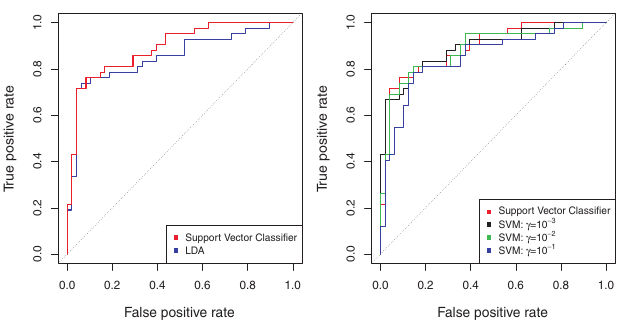 True positive rate
1.0
0.8
0.6
0.4
0.2
0.0
Support Vector Classifier
LDA
0.0 0.2 0.4 0.6 0.8 1.0
False positive rate
True positive rate
1.0
0.8
0.6
0.4
0.2
0.0
Support Vector Classifier
SVM: γ=10⁻³
SVM: γ=10⁻²
SVM: γ=10⁻¹
0.0 0.2 0.4 0.6 0.8 1.0
False positive rate